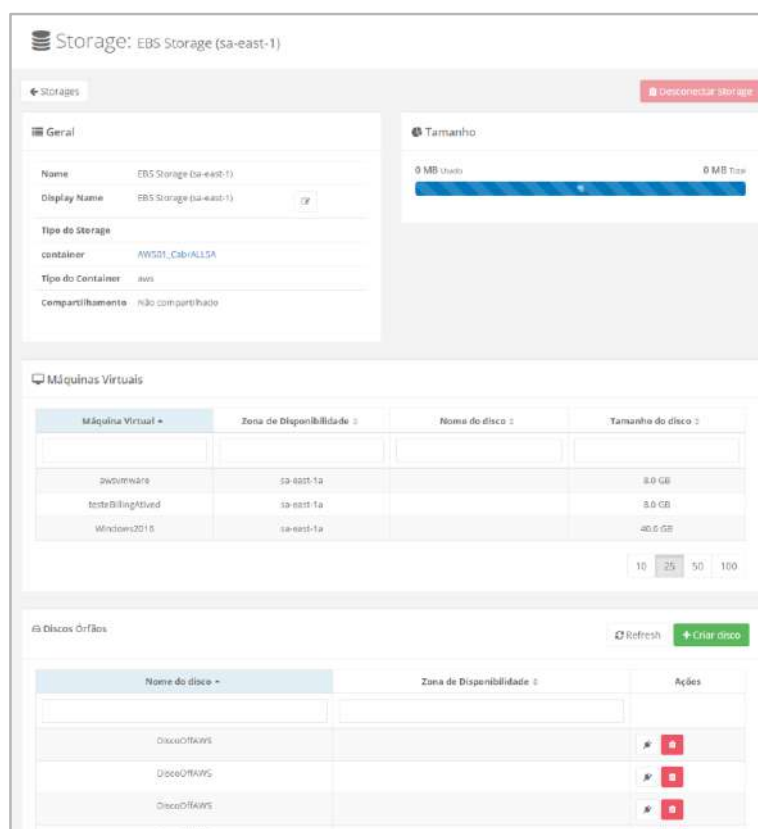 Storage: EBS Storage (sa-east-1)
Storages
Desconectar Storage
Geral
Tamanho
Nome EBS Storage (sa-east-1)
0 MB Usado 0 MB Total
Display Name EBS Storage (sa-east-1)
Tipo do Storage
container AWS01_CabrALLSA
Tipo do Container aws
Compartilhamento Não compartilhado
Máquinas Virtuais
Máquina Virtual Zona de Disponibilidade Nome do disco Tamanho do disco
awsvmware sa-east-1a 8.0 GB
testeBillingAtived sa-east-1a 8.0 GB
Windows2016 sa-east-1a 40.0 GB
10 25 50 100
Discos Órfãos
Refresh + Criar disco
Nome do disco Zona de Disponibilidade Ações
DiscoOffAWS
DiscoOffAWS
DiscoOffAWS